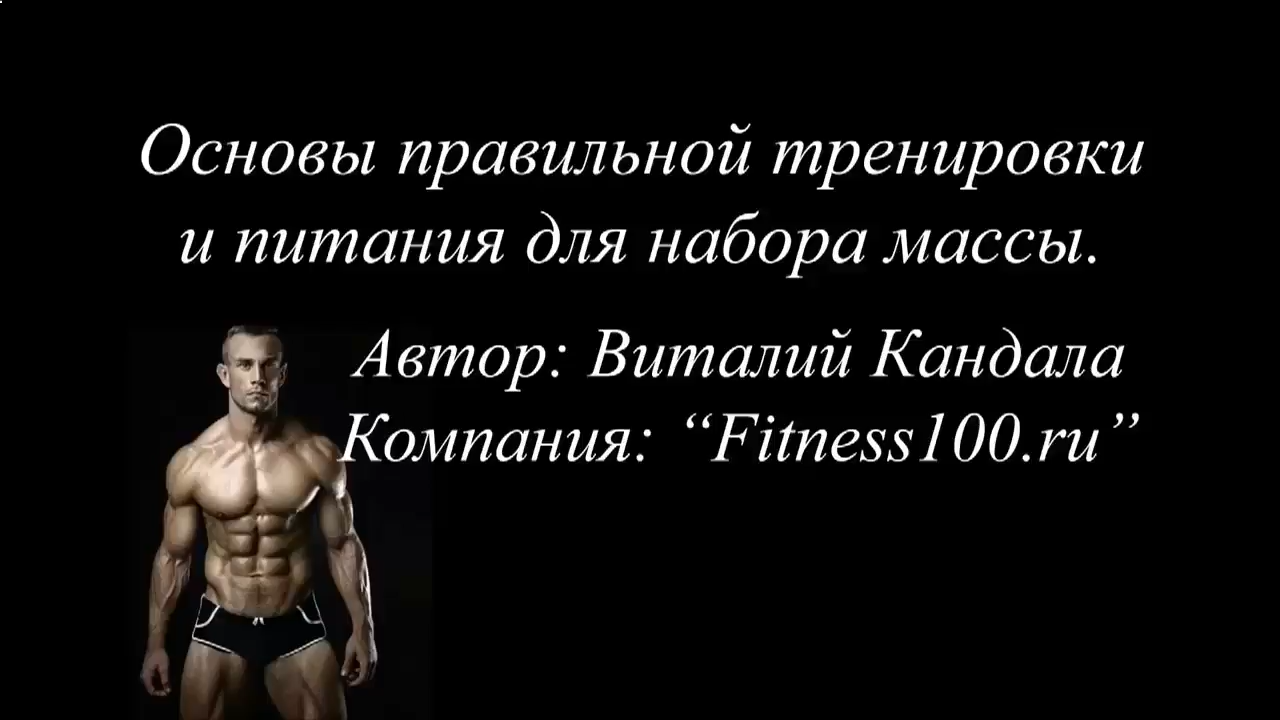 Основы правильной тренировки
и питания для набора массы.
Автор: Виталий Кандала
Компания: “Fitness100.ru”